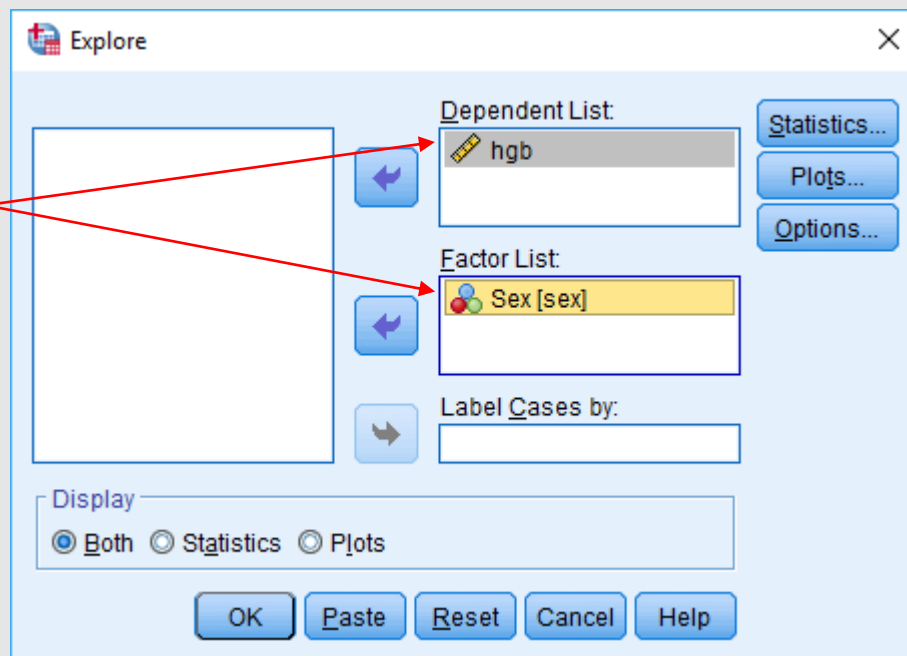 Explore
Dependent List:
Statistics...
hgb
Plots...
Options...
Factor List:
Sex [sex]
Label Cases by:
Display
Both Statistics Plots
OK Paste Reset Cancel Help